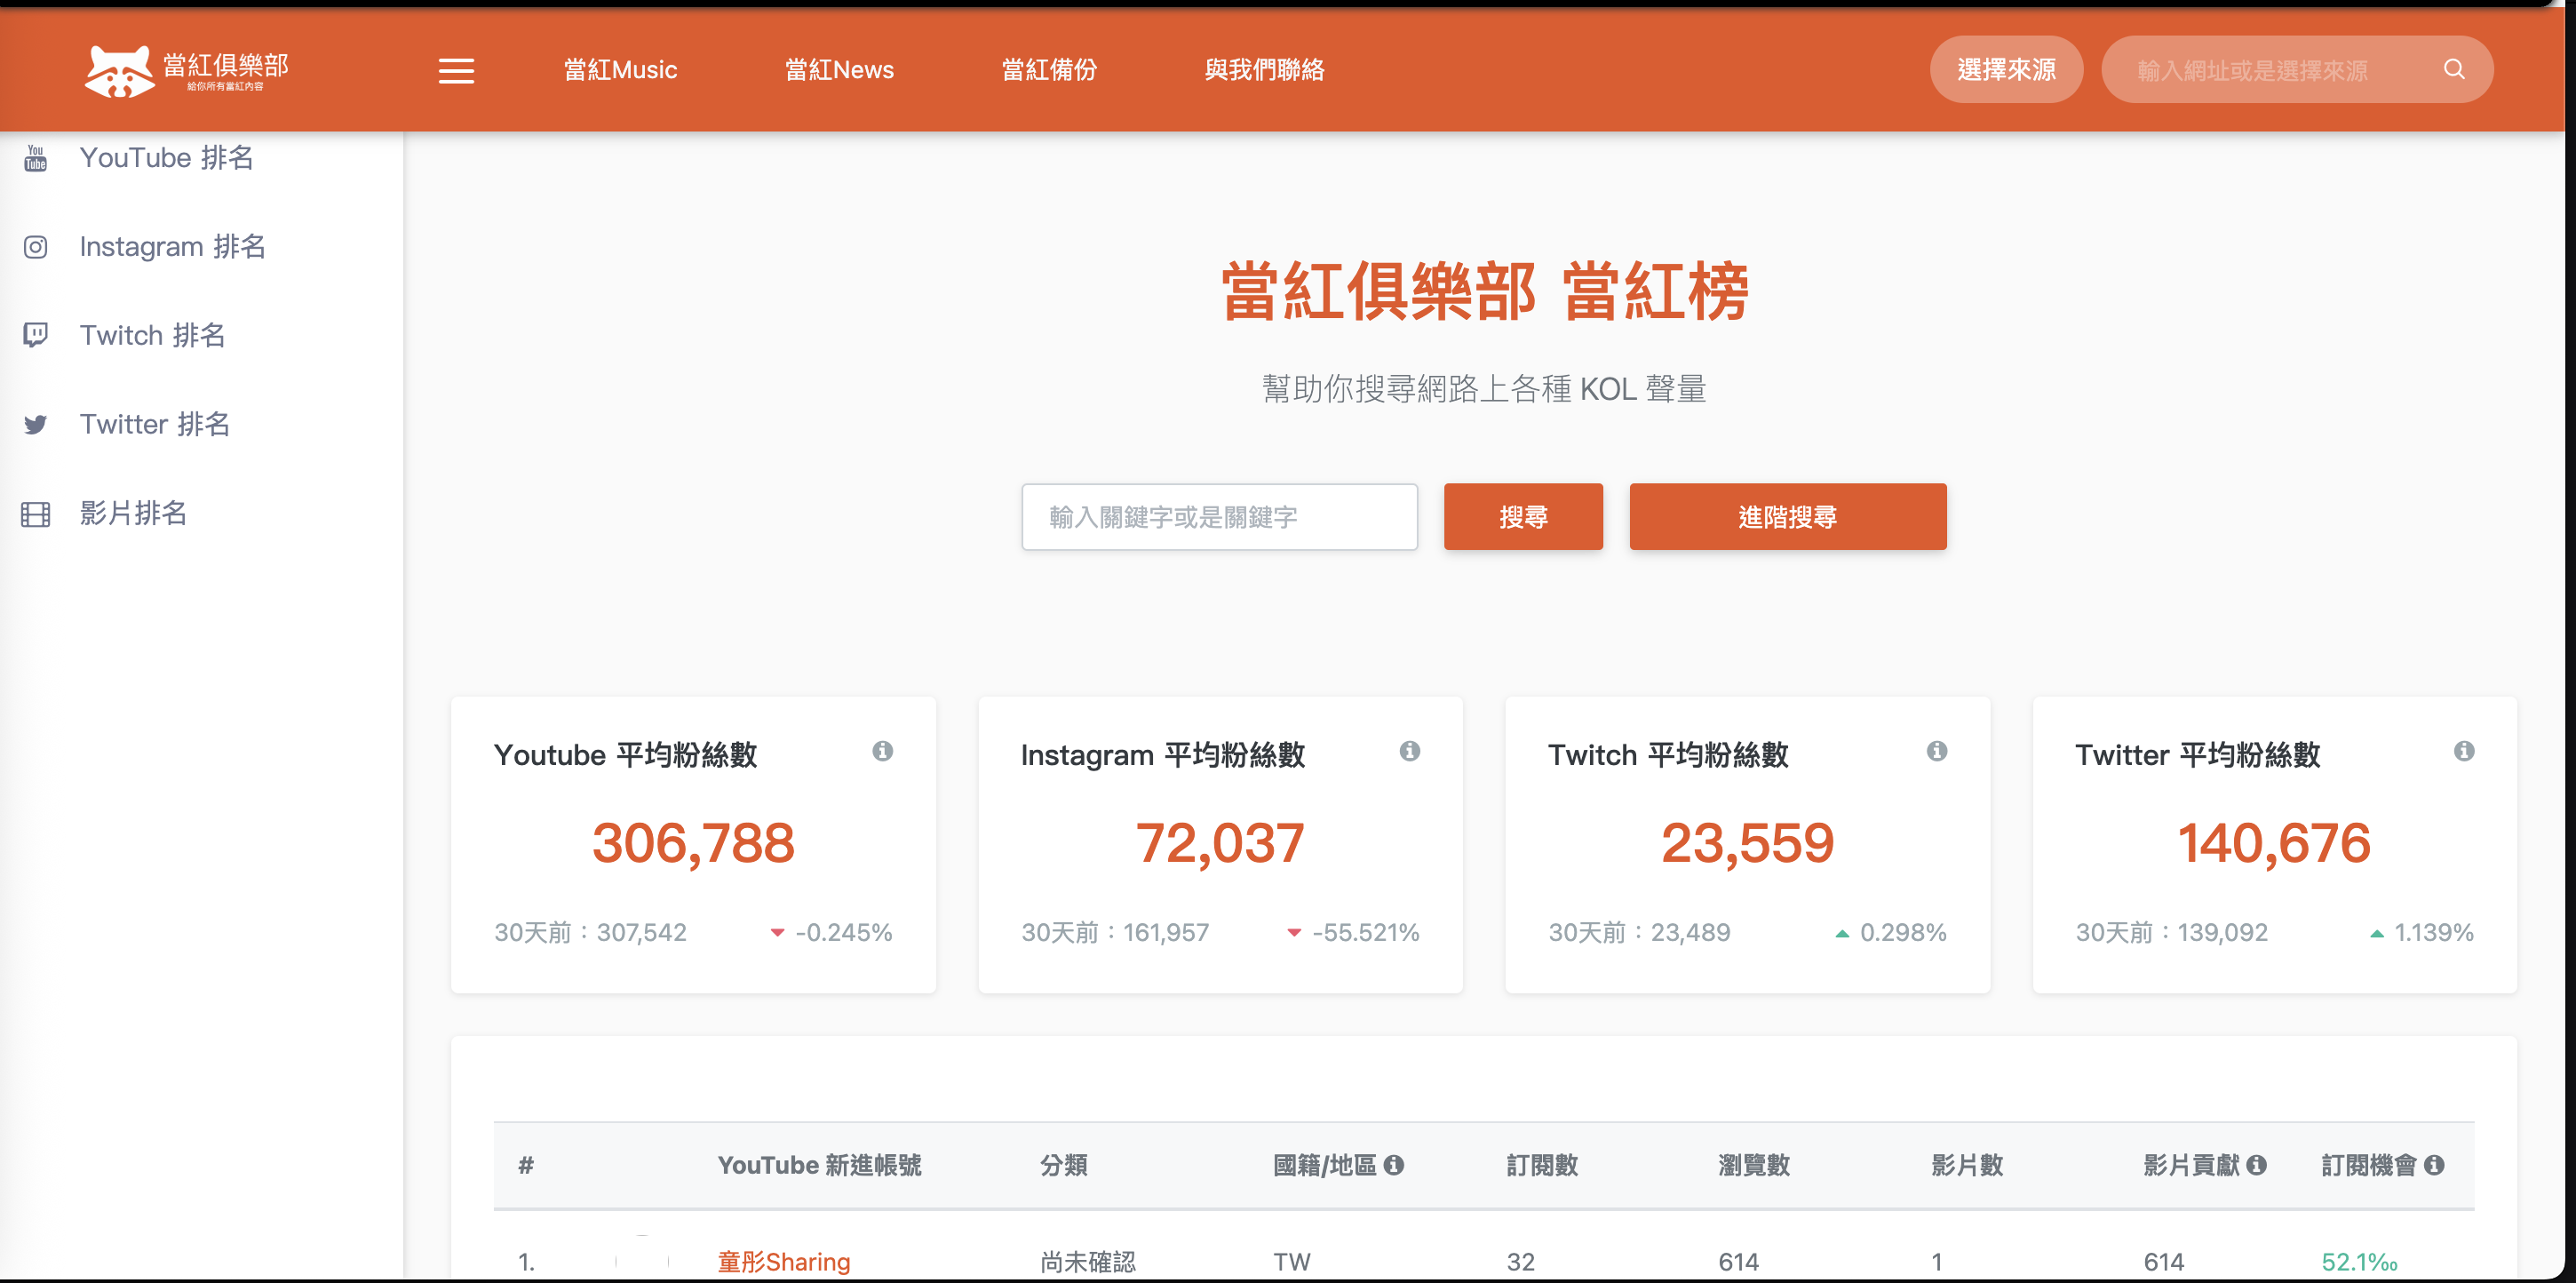 當紅俱樂部
給你所有當紅內容
當紅Music
當紅News
當紅備份
與我們聯絡
選擇來源
輸入網址或是選擇來源
You Tube
YouTube 排名
Instagram 排名
Twitch 排名
Twitter 排名
影片排名
當紅俱樂部 當紅榜
幫助你搜尋網路上各種 KOL 聲量
輸入關鍵字或是關鍵字
搜尋
進階搜尋
Youtube 平均粉絲數
306,788
30天前：307,542 -0.245%
Instagram 平均粉絲數
72,037
30天前：161,957 -55.521%
Twitch 平均粉絲數
23,559
30天前：23,489 0.298%
Twitter 平均粉絲數
140,676
30天前：139,092 1.139%
# YouTube 新進帳號 分類 國籍/地區 訂閱數 瀏覽數 影片數 影片貢獻 訂閱機會
1. 童彤Sharing 尚未確認 TW 32 614 1 614 52.1‰